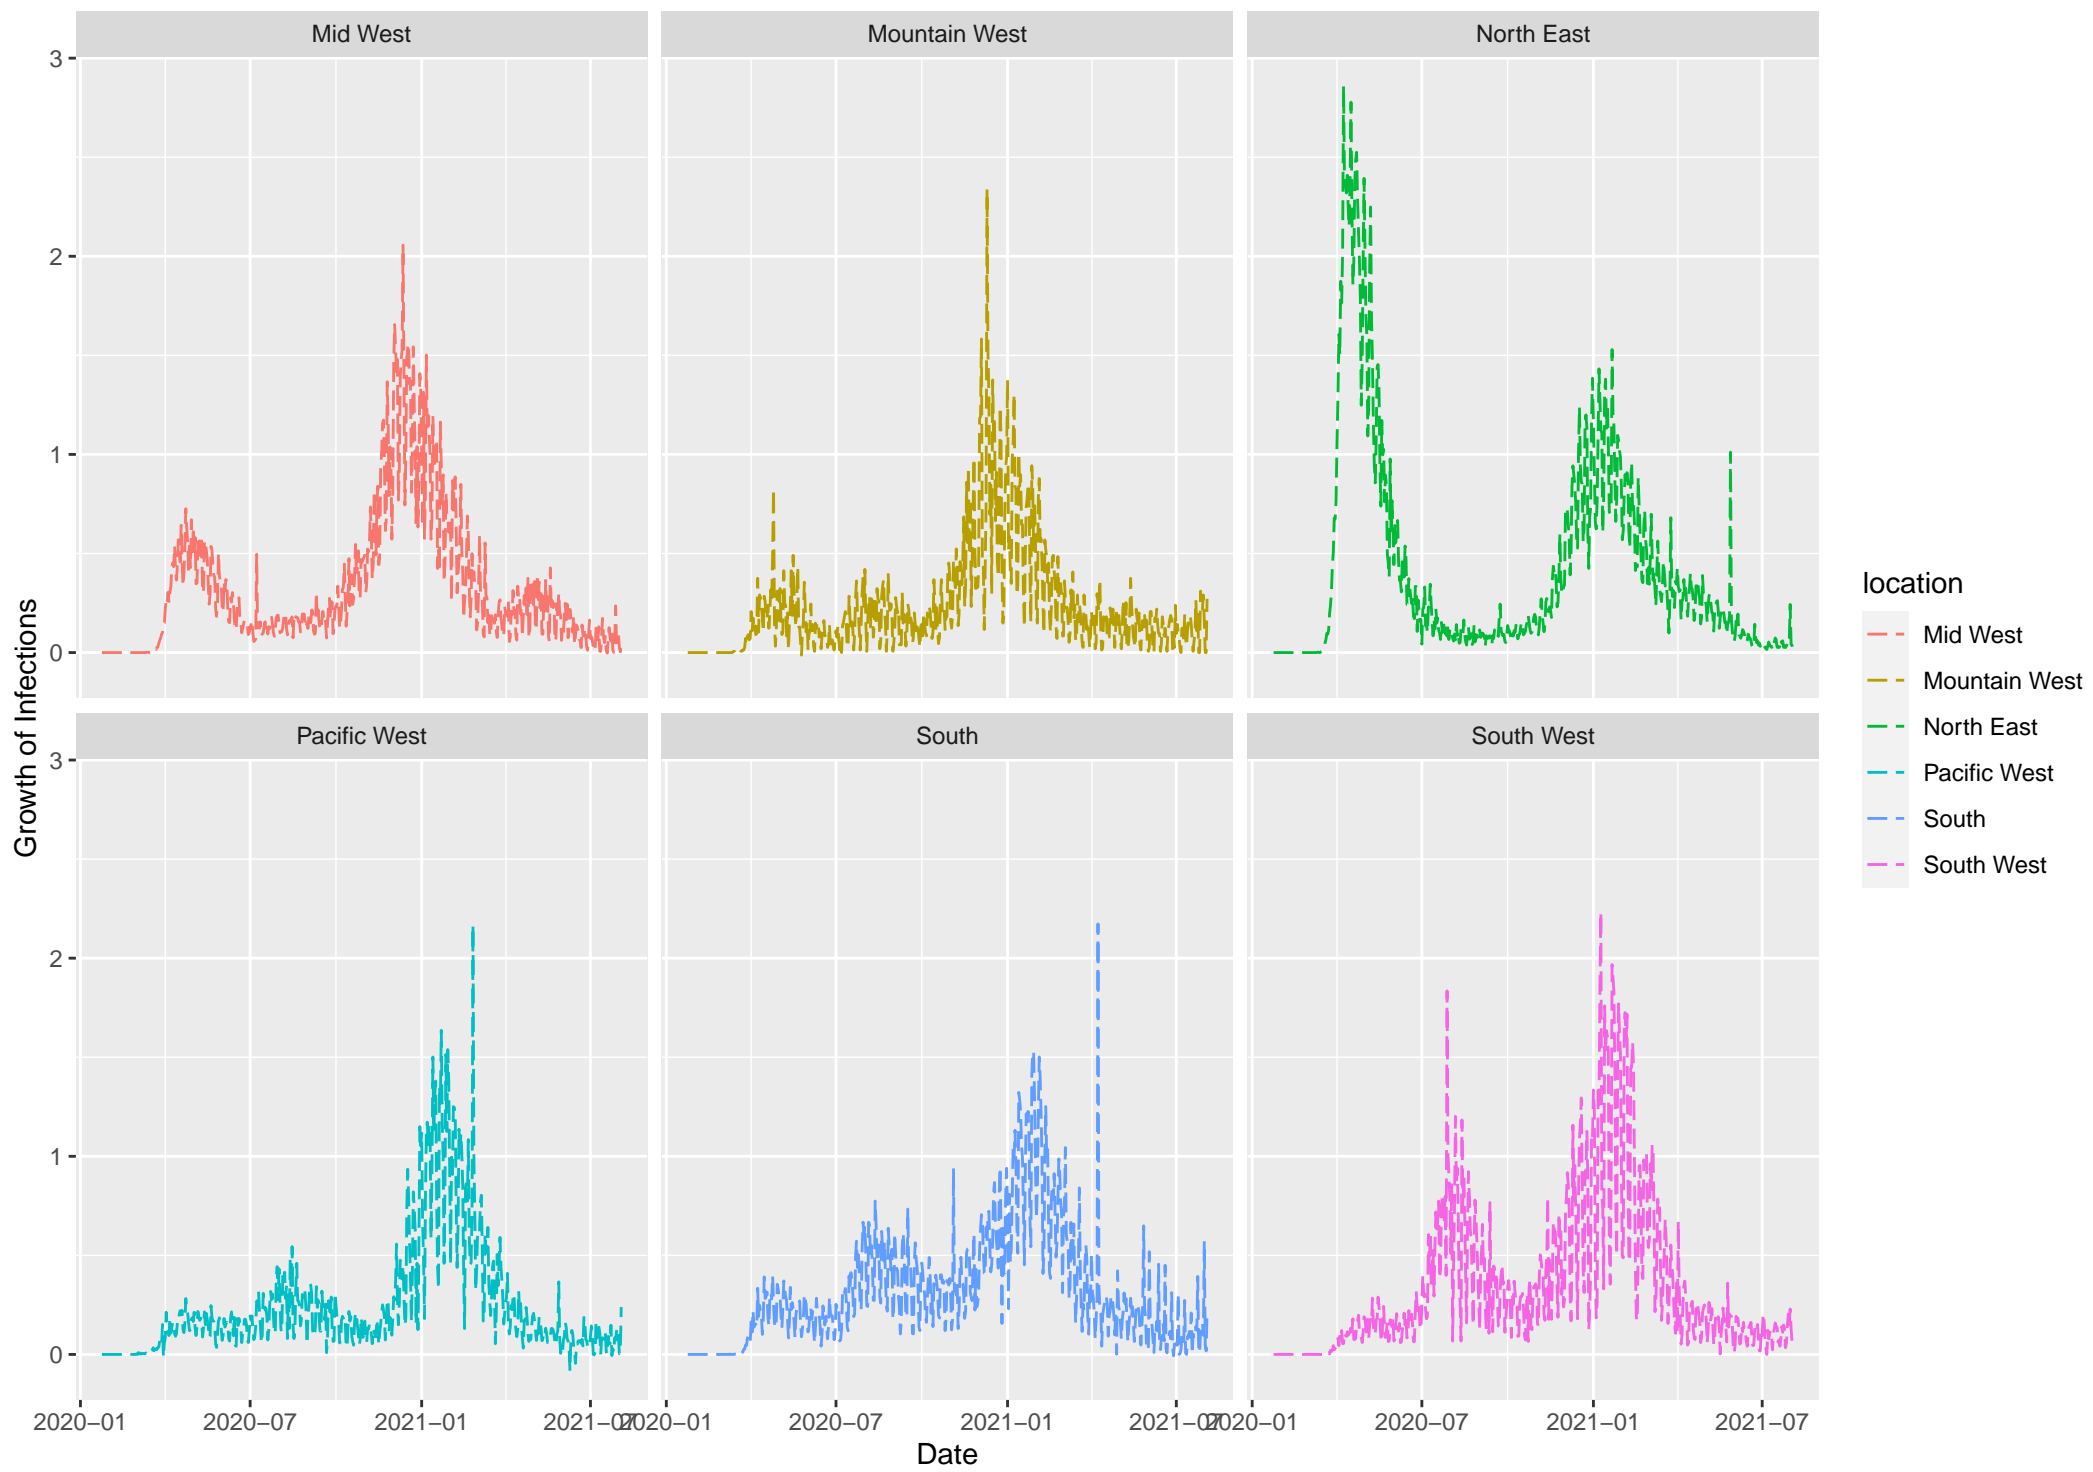 Mid West
Mountain West
North East
3
2
1
0
Pacific West
South
South West
3
2
1
0
Growth of Infections
2020–01
2020–07
2021–01
2021–07
2020–01
2020–07
2021–01
2021–07
2020–01
2020–07
2021–01
2021–07
Date
location
Mid West
Mountain West
North East
Pacific West
South
South West